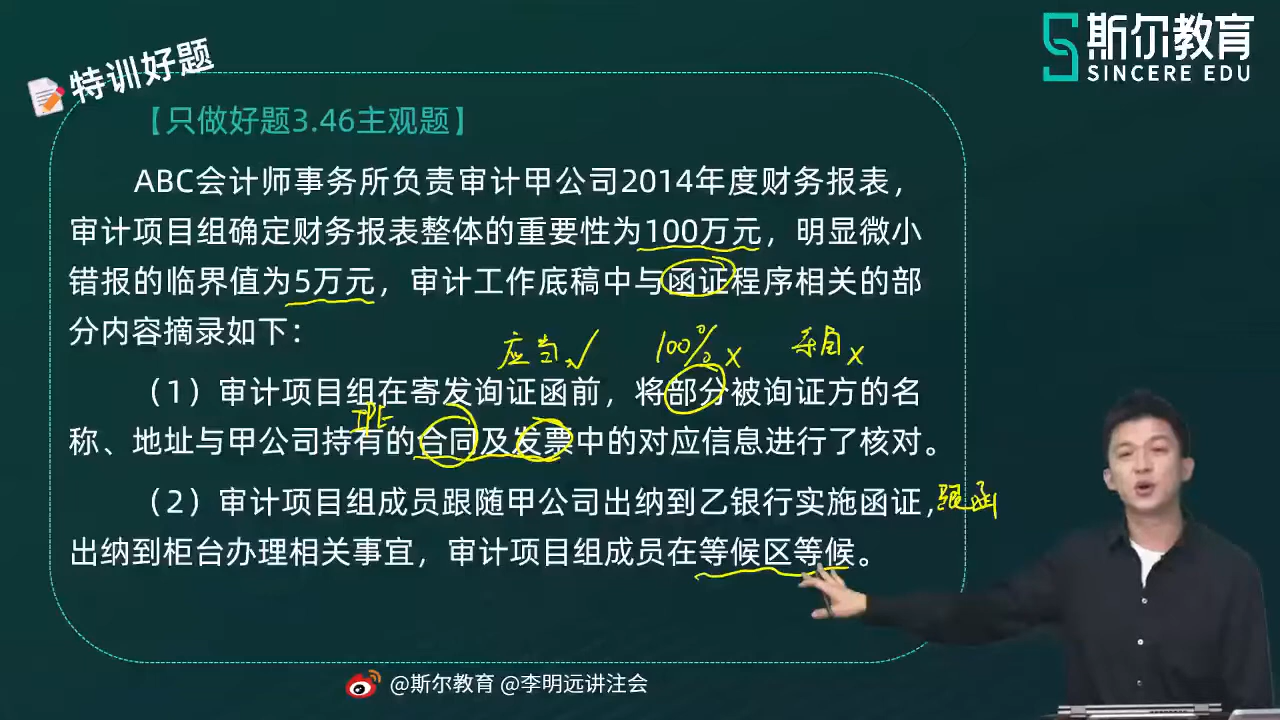 斯尔教育
SINCERE EDU
特训好题
【只做好题3.46主观题】
ABC会计师事务所负责审计甲公司2014年度财务报表，
审计项目组确定财务报表整体的重要性为100万元，明显微小
错报的临界值为5万元，审计工作底稿中与函证程序相关的部
分内容摘录如下：
应当√ 100%x 亲自x
（1）审计项目组在寄发询证函前，将部分被询证方的名
称、地址与甲公司持有的合同及发票中的对应信息进行了核对。
（2）审计项目组成员跟随甲公司出纳到乙银行实施函证，跟函
出纳到柜台办理相关事宜，审计项目组成员在等候区等候。
@斯尔教育 @李明远讲注会